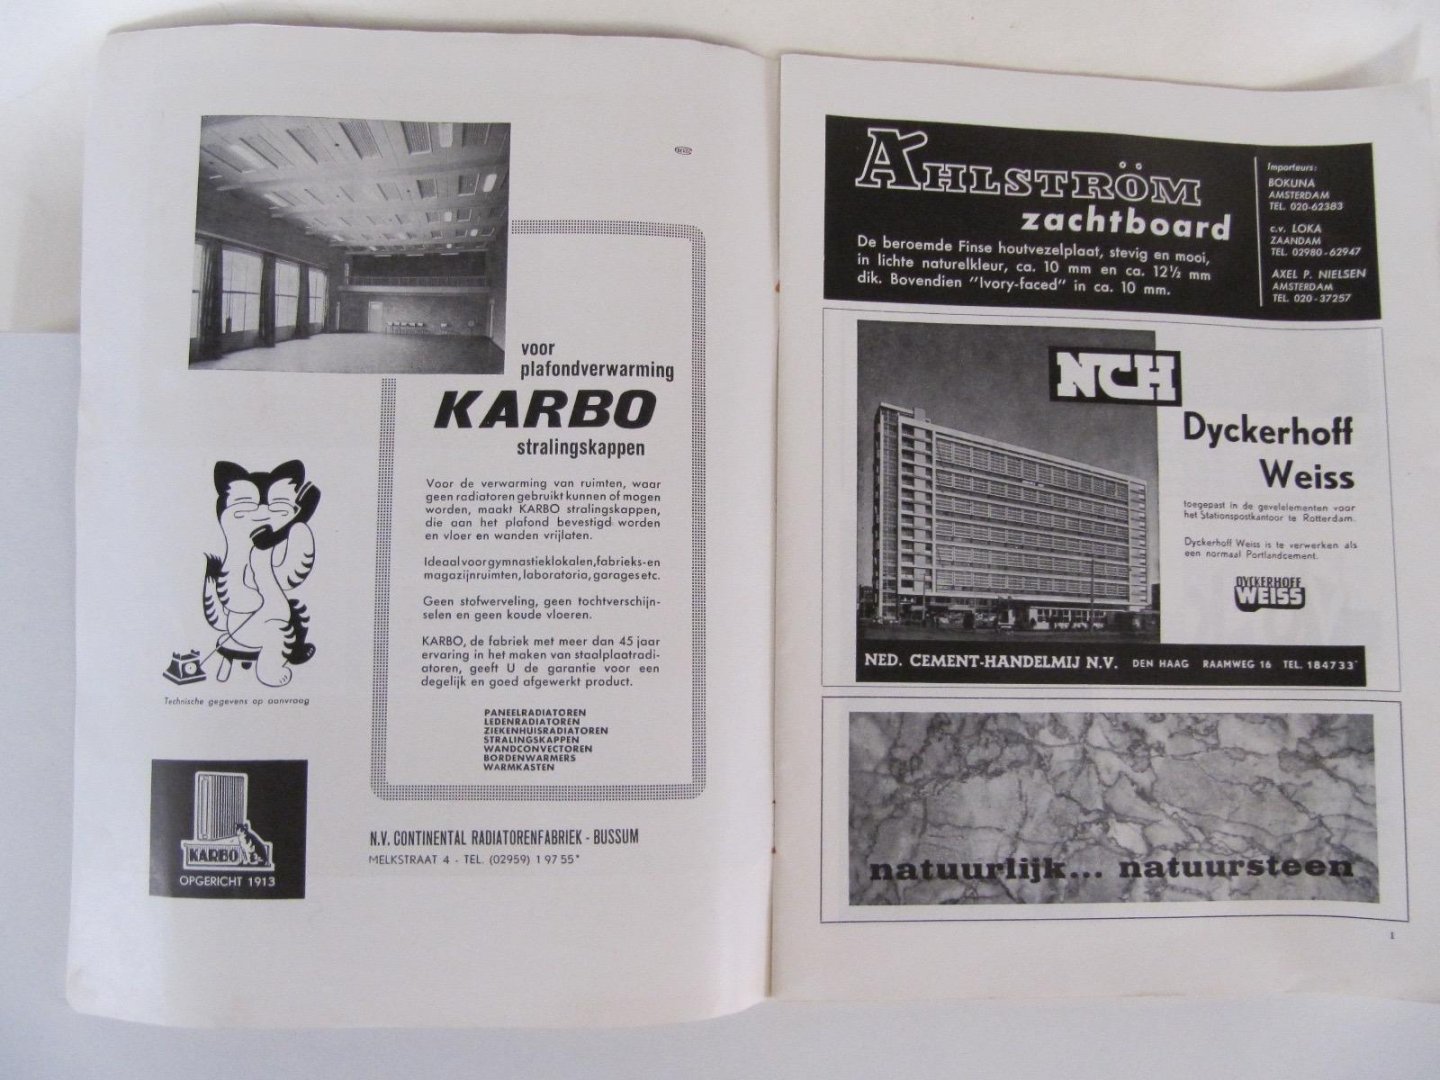 voor
plafondverwarming
KARBO
stralingskappen
Voor de verwarming van ruimten, waar
geen radiatoren gebruikt kunnen of mogen
worden, maakt KARBO stralingskappen,
die aan het plafond bevestigd worden
en vloer en wanden vrijlaten.
Ideaal voor gymnastieklokalen, fabrieks- en
magazijnruimten, laboratoria, garages etc.
Geen stofwerveling, geen tochtverschijn-
selen en geen koude vloeren.
KARBO, de fabriek met meer dan 45 jaar
ervaring in het maken van staalplaatradi-
atoren, geeft U de garantie voor een
degelijk en goed afgewerkt product.
PANEELRADIATOREN
LEDENRADIATOREN
ZIEKENHUISRADIATOREN
STRALINGSKAPPEN
WANDCONVECTOREN
BORDENWARMERS
WARMKASTEN
Technische gegevens op aanvraag
KARBO
OPGERICHT 1913
N.V. CONTINENTAL RADIATORENFABRIEK - BUSSUM
MELKSTRAAT 4 - TEL. (02959) 1 97 55*
AHLSTRÖM
zachtboard
De beroemde Finse houtvezelplaat, stevig en mooi,
in lichte naturelkleur, ca. 10 mm en ca. 12½ mm
dik. Bovendien "Ivory-faced" in ca. 10 mm.
Importeurs:
BOKUNA
AMSTERDAM
TEL. 020-62383
c.v. LOKA
ZAANDAM
TEL. 02980-62947
AXEL P. NIELSEN
AMSTERDAM
TEL. 020-37257
NCH
Dyckerhoff
Weiss
toegepast in de gevelelementen voor
het Stationspostkantoor te Rotterdam.
Dyckerhoff Weiss is te verwerken als
een normaal Portlandcement.
DYCKERHOFF
WEISS
NED. CEMENT-HANDELMIJ N.V. DEN HAAG RAAMWEG 16 TEL. 184733*
natuurlijk... natuursteen
1